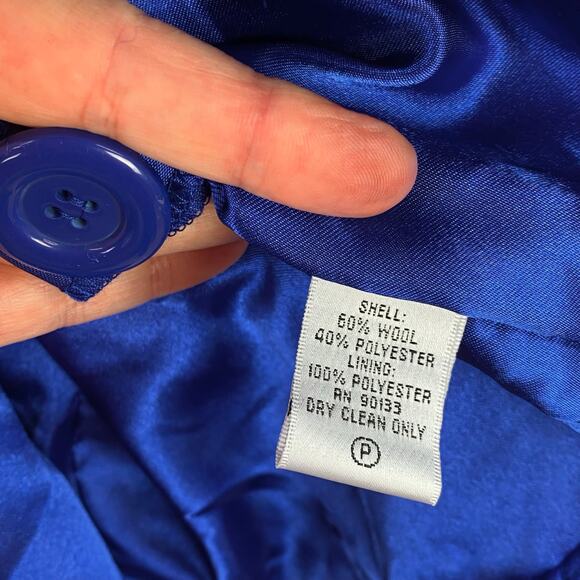 SHELL:
60% WOOL
40% POLYESTER
LINING:
100% POLYESTER
RN 90133
DRY CLEAN ONLY
P